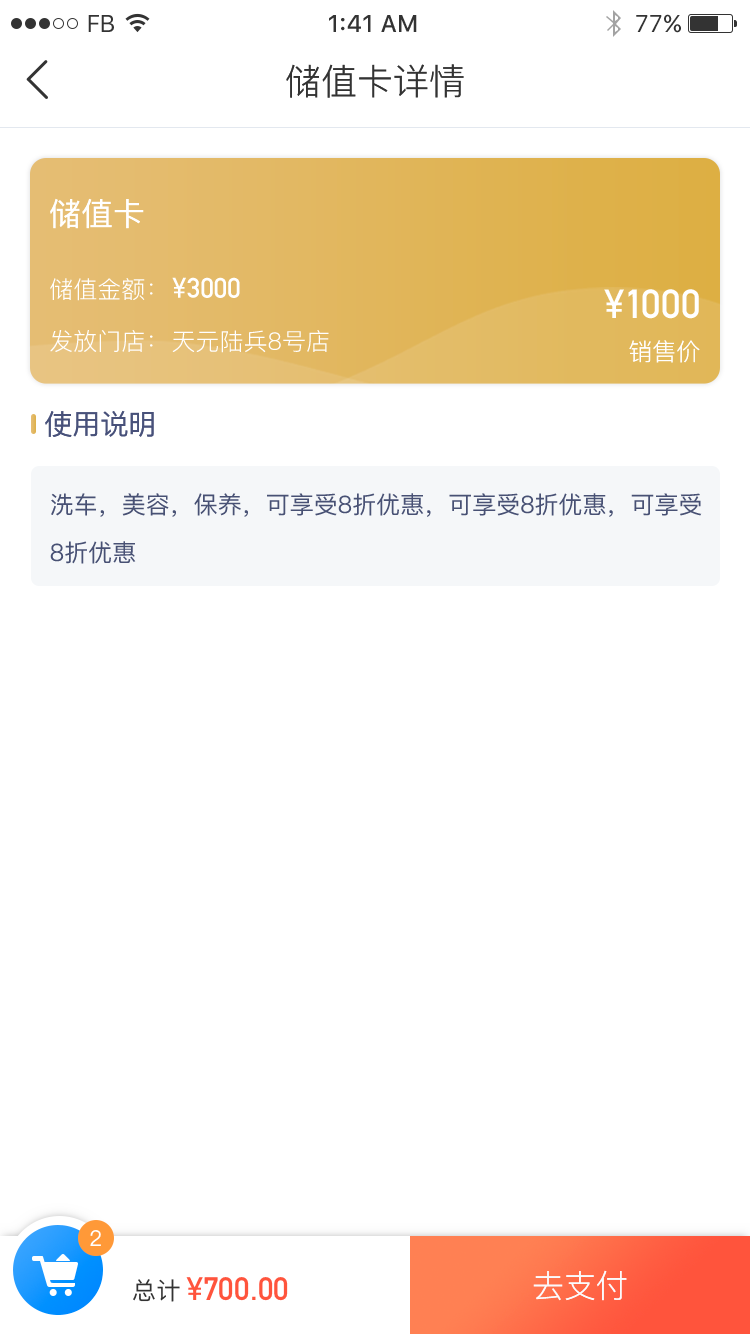 FB 1:41 AM 77%
储值卡详情
储值卡
储值金额： ¥3000
¥1000
发放门店： 天元陆兵8号店
销售价
使用说明
洗车，美容，保养，可享受8折优惠，可享受8折优惠，可享受
8折优惠
2
总计 ¥700.00
去支付